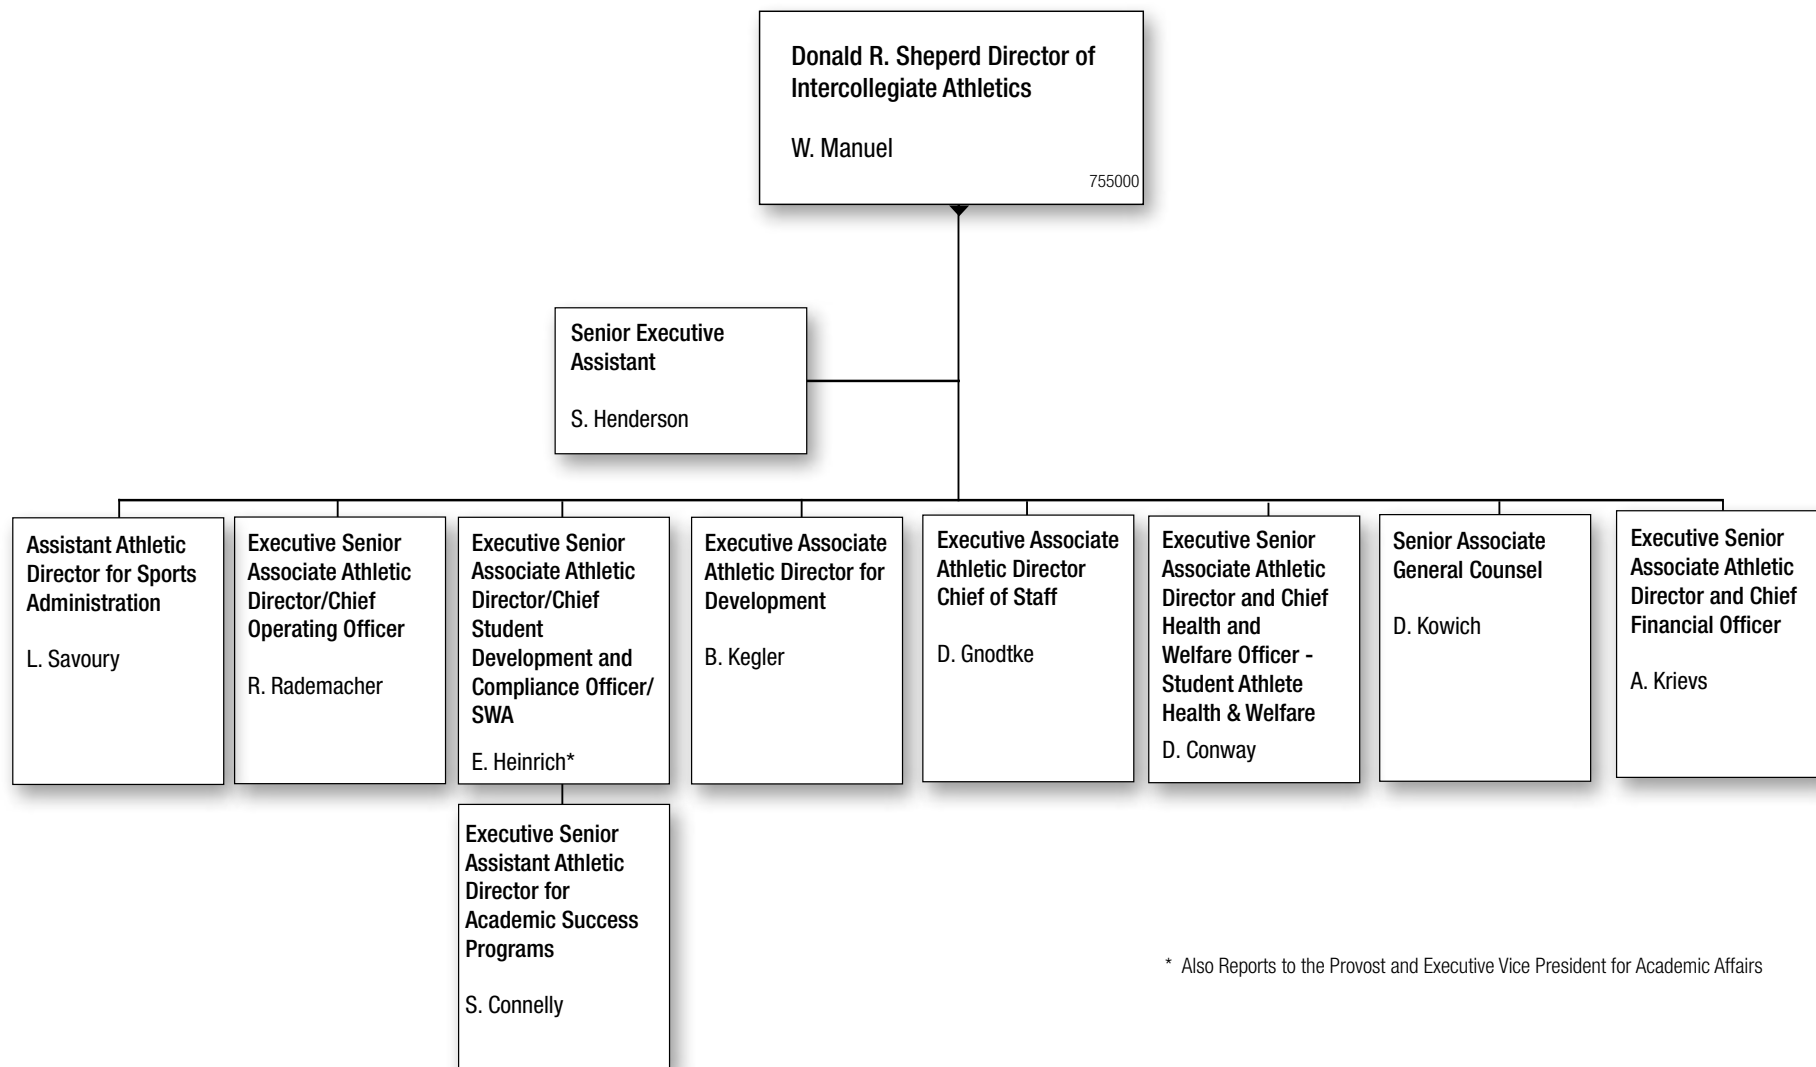 Donald R. Sheperd Director of
Intercollegiate Athletics
W. Manuel
755000
Senior Executive
Assistant
S. Henderson
Assistant Athletic
Director for Sports
Administration
L. Savoury
Executive Senior
Associate Athletic
Director/Chief
Operating Officer
R. Rademacher
Executive Senior
Associate Athletic
Director/Chief
Student
Development and
Compliance Officer/
SWA
E. Heinrich*
Executive Associate
Athletic Director for
Development
B. Kegler
Executive Associate
Athletic Director
Chief of Staff
D. Gnodtke
Executive Senior
Associate Athletic
Director and Chief
Health and
Welfare Officer -
Student Athlete
Health & Welfare
D. Conway
Senior Associate
General Counsel
D. Kowich
Executive Senior
Associate Athletic
Director and Chief
Financial Officer
A. Krievs
Executive Senior
Assistant Athletic
Director for
Academic Success
Programs
S. Connelly
* Also Reports to the Provost and Executive Vice President for Academic Affairs